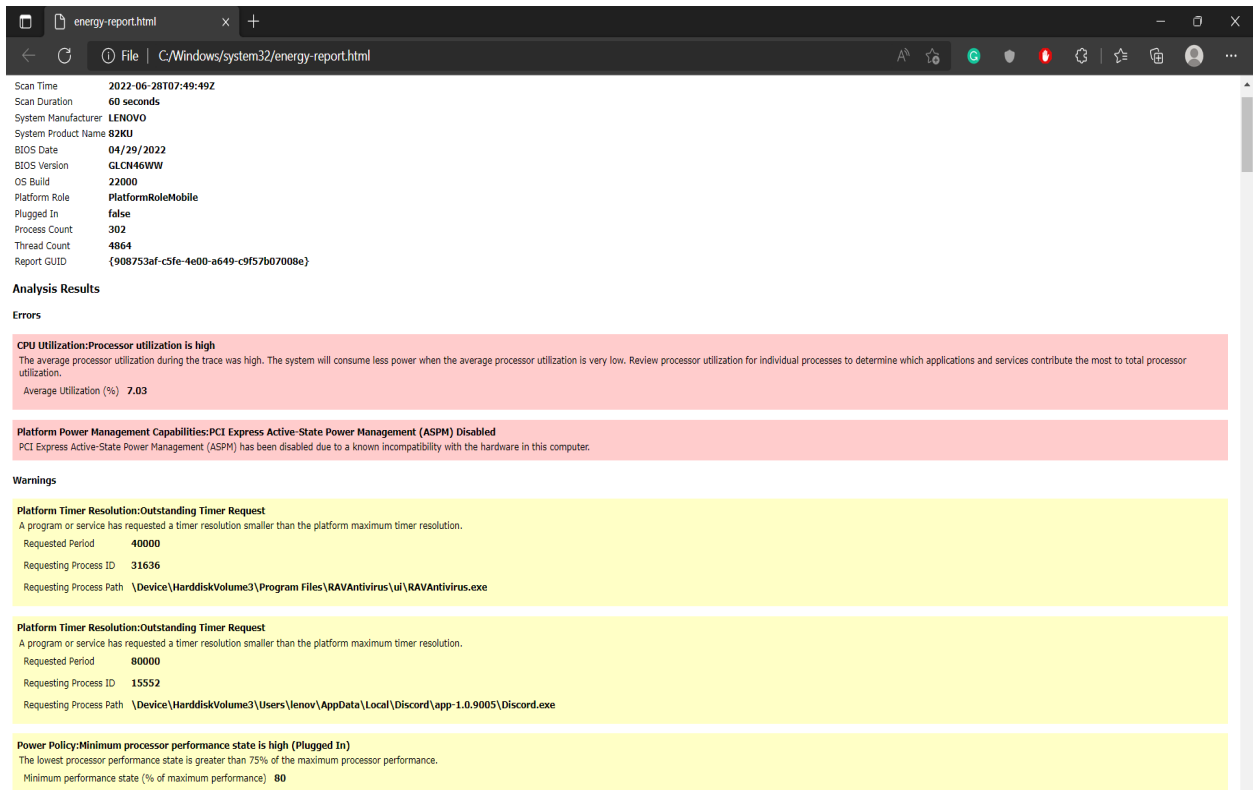 energy-report.html
File | C:/Windows/system32/energy-report.html
Scan Time 2022-06-28T07:49:49Z
Scan Duration 60 seconds
System Manufacturer LENOVO
System Product Name 82KU
BIOS Date 04/29/2022
BIOS Version GLCN46WW
OS Build 22000
Platform Role PlatformRoleMobile
Plugged In false
Process Count 302
Thread Count 4864
Report GUID {908753af-c5fe-4e00-a649-c9f57b07008e}
Analysis Results
Errors
CPU Utilization:Processor utilization is high
The average processor utilization during the trace was high. The system will consume less power when the average processor utilization is very low. Review processor utilization for individual processes to determine which applications and services contribute the most to total processor
utilization.
Average Utilization (%) 7.03
Platform Power Management Capabilities:PCI Express Active-State Power Management (ASPM) Disabled
PCI Express Active-State Power Management (ASPM) has been disabled due to a known incompatibility with the hardware in this computer.
Warnings
Platform Timer Resolution:Outstanding Timer Request
A program or service has requested a timer resolution smaller than the platform maximum timer resolution.
Requested Period 40000
Requesting Process ID 31636
Requesting Process Path \Device\HarddiskVolume3\Program Files\RAVAntivirus\ui\RAVAntivirus.exe
Platform Timer Resolution:Outstanding Timer Request
A program or service has requested a timer resolution smaller than the platform maximum timer resolution.
Requested Period 80000
Requesting Process ID 15552
Requesting Process Path \Device\HarddiskVolume3\Users\lenov\AppData\Local\Discord\app-1.0.9005\Discord.exe
Power Policy:Minimum processor performance state is high (Plugged In)
The lowest processor performance state is greater than 75% of the maximum processor performance.
Minimum performance state (% of maximum performance) 80